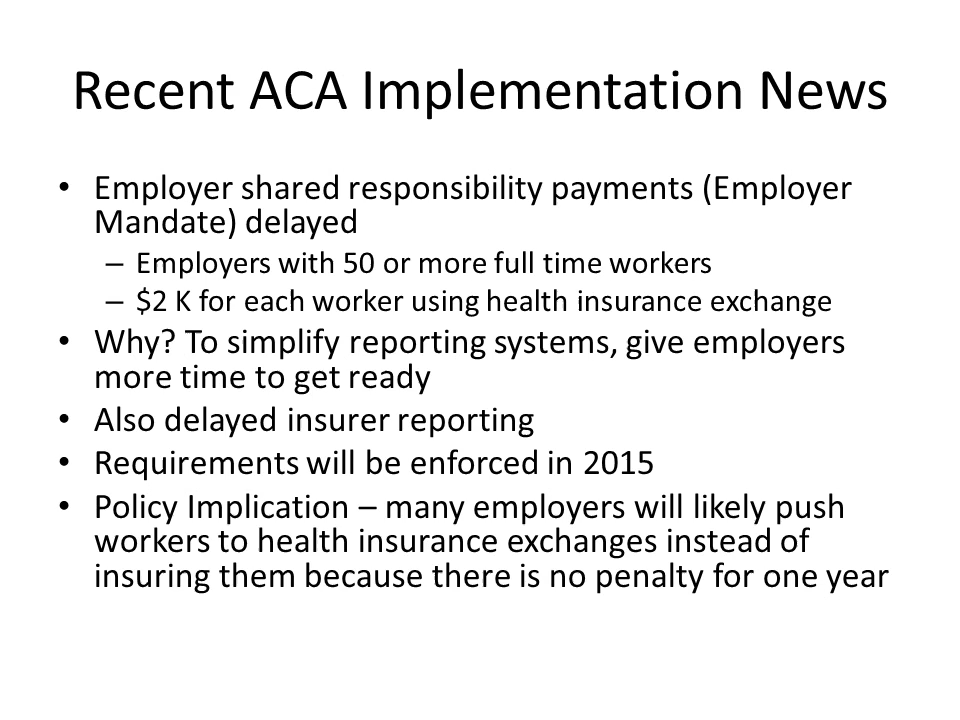 Recent ACA Implementation News
• Employer shared responsibility payments (Employer
Mandate) delayed
– Employers with 50 or more full time workers
– $2 K for each worker using health insurance exchange
• Why? To simplify reporting systems, give employers
more time to get ready
• Also delayed insurer reporting
• Requirements will be enforced in 2015
• Policy Implication – many employers will likely push
workers to health insurance exchanges instead of
insuring them because there is no penalty for one year